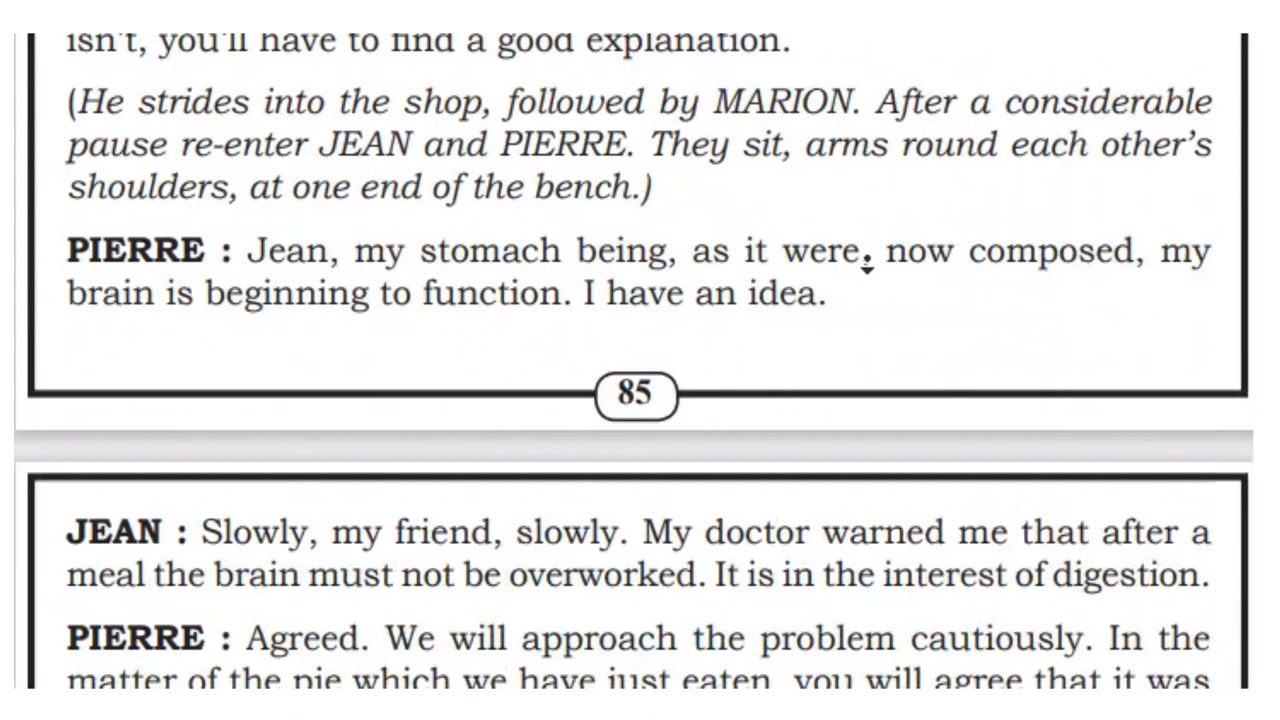 isn't, you'll have to find a good explanation.
(He strides into the shop, followed by MARION. After a considerable
pause re-enter JEAN and PIERRE. They sit, arms round each other's
shoulders, at one end of the bench.)
PIERRE : Jean, my stomach being, as it were, now composed, my
brain is beginning to function. I have an idea.
85
JEAN : Slowly, my friend, slowly. My doctor warned me that after a
meal the brain must not be overworked. It is in the interest of digestion.
PIERRE : Agreed. We will approach the problem cautiously. In the
matter of the pie which we have just eaten, you will agree that it was